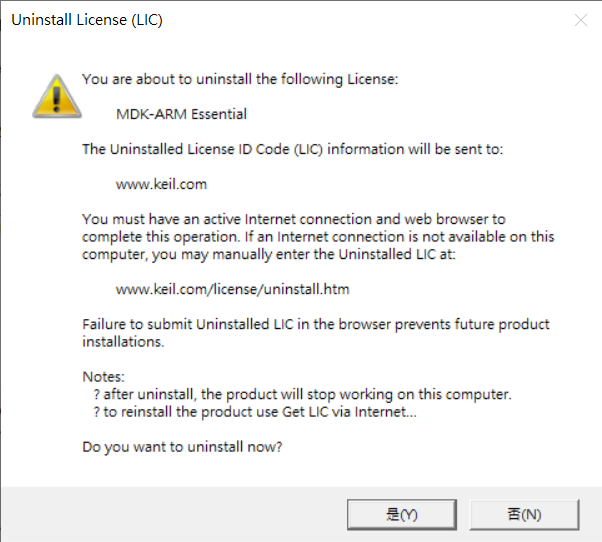 Uninstall License (LIC)
You are about to uninstall the following License:
MDK-ARM Essential
The Uninstalled License ID Code (LIC) information will be sent to:
www.keil.com
You must have an active Internet connection and web browser to
complete this operation. If an Internet connection is not available on this
computer, you may manually enter the Uninstalled LIC at:
www.keil.com/license/uninstall.htm
Failure to submit Uninstalled LIC in the browser prevents future product
installations.
Notes:
? after uninstall, the product will stop working on this computer.
? to reinstall the product use Get LIC via Internet...
Do you want to uninstall now?
是(Y)
否(N)